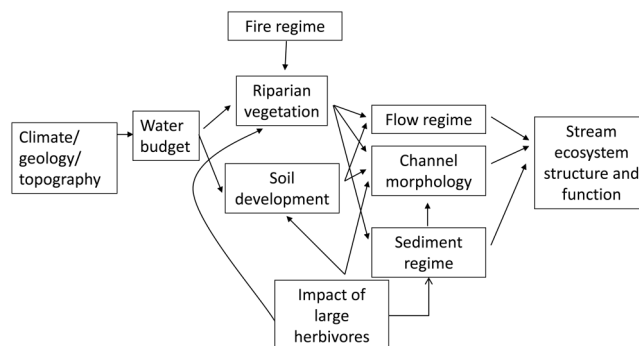 Fire regime
Riparian
vegetation
Climate/
geology/
topography
Water
budget
Soil
development
Flow regime
Channel
morphology
Sediment
regime
Stream
ecosystem
structure and
function
Impact of
large
herbivores